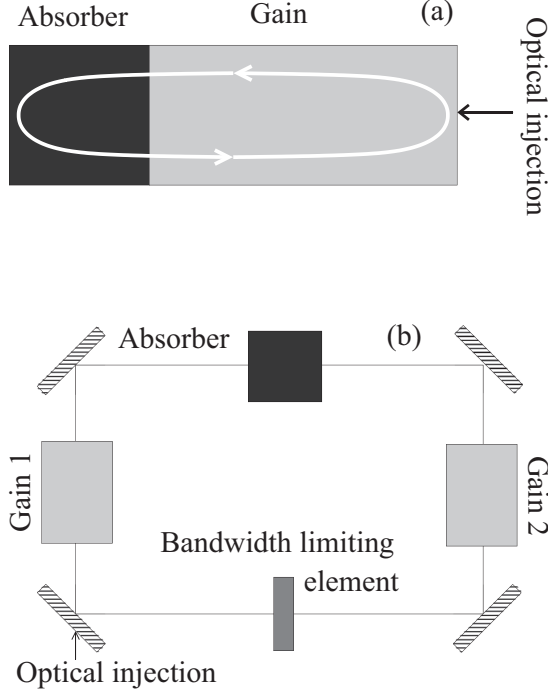 Absorber
Gain
(a)
Optical injection
Absorber
(b)
Gain 1
Gain 2
Bandwidth limiting
element
Optical injection